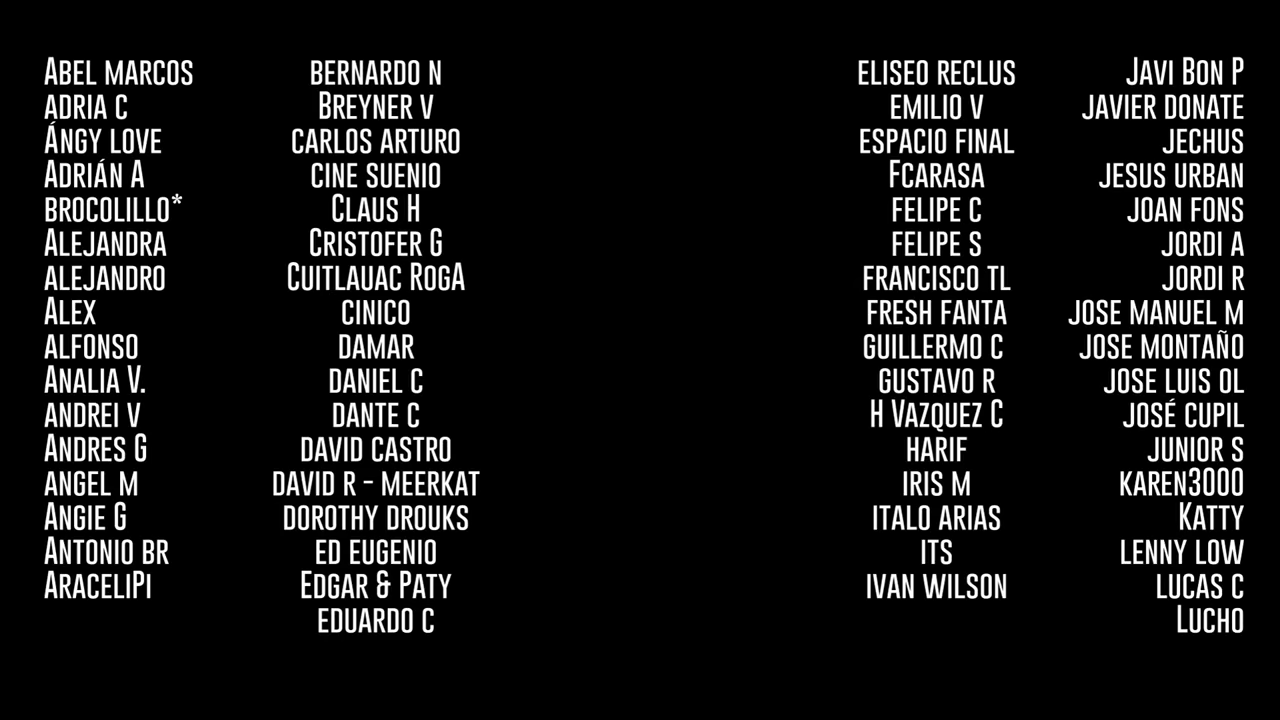 Abel marcos
adria c
Ángy love
Adrián A
brocolillo*
Alejandra
alejandro
Alex
alfonso
Analia V.
andrei v
Andres G
angel m
Angie G
Antonio br
AraceliPi
bernardo n
Breyner v
carlos arturo
cine suenio
Claus H
Cristofer G
Cuitlauac RogA
cinico
damar
daniel c
dante c
david castro
david r - meerkat
dorothy drouks
ed eugenio
Edgar & Paty
eduardo c
eliseo reclus
emilio v
espacio final
Fcarasa
felipe c
felipe s
francisco tl
fresh fanta
guillermo c
gustavo r
H Vazquez C
harif
iris m
italo arias
its
ivan wilson
Javi Bon P
javier donate
jechus
jesus urban
joan fons
jordi a
jordi r
jose manuel m
jose montaño
jose luis ol
josé cupil
junior s
karen3000
Katty
lenny low
lucas c
Lucho